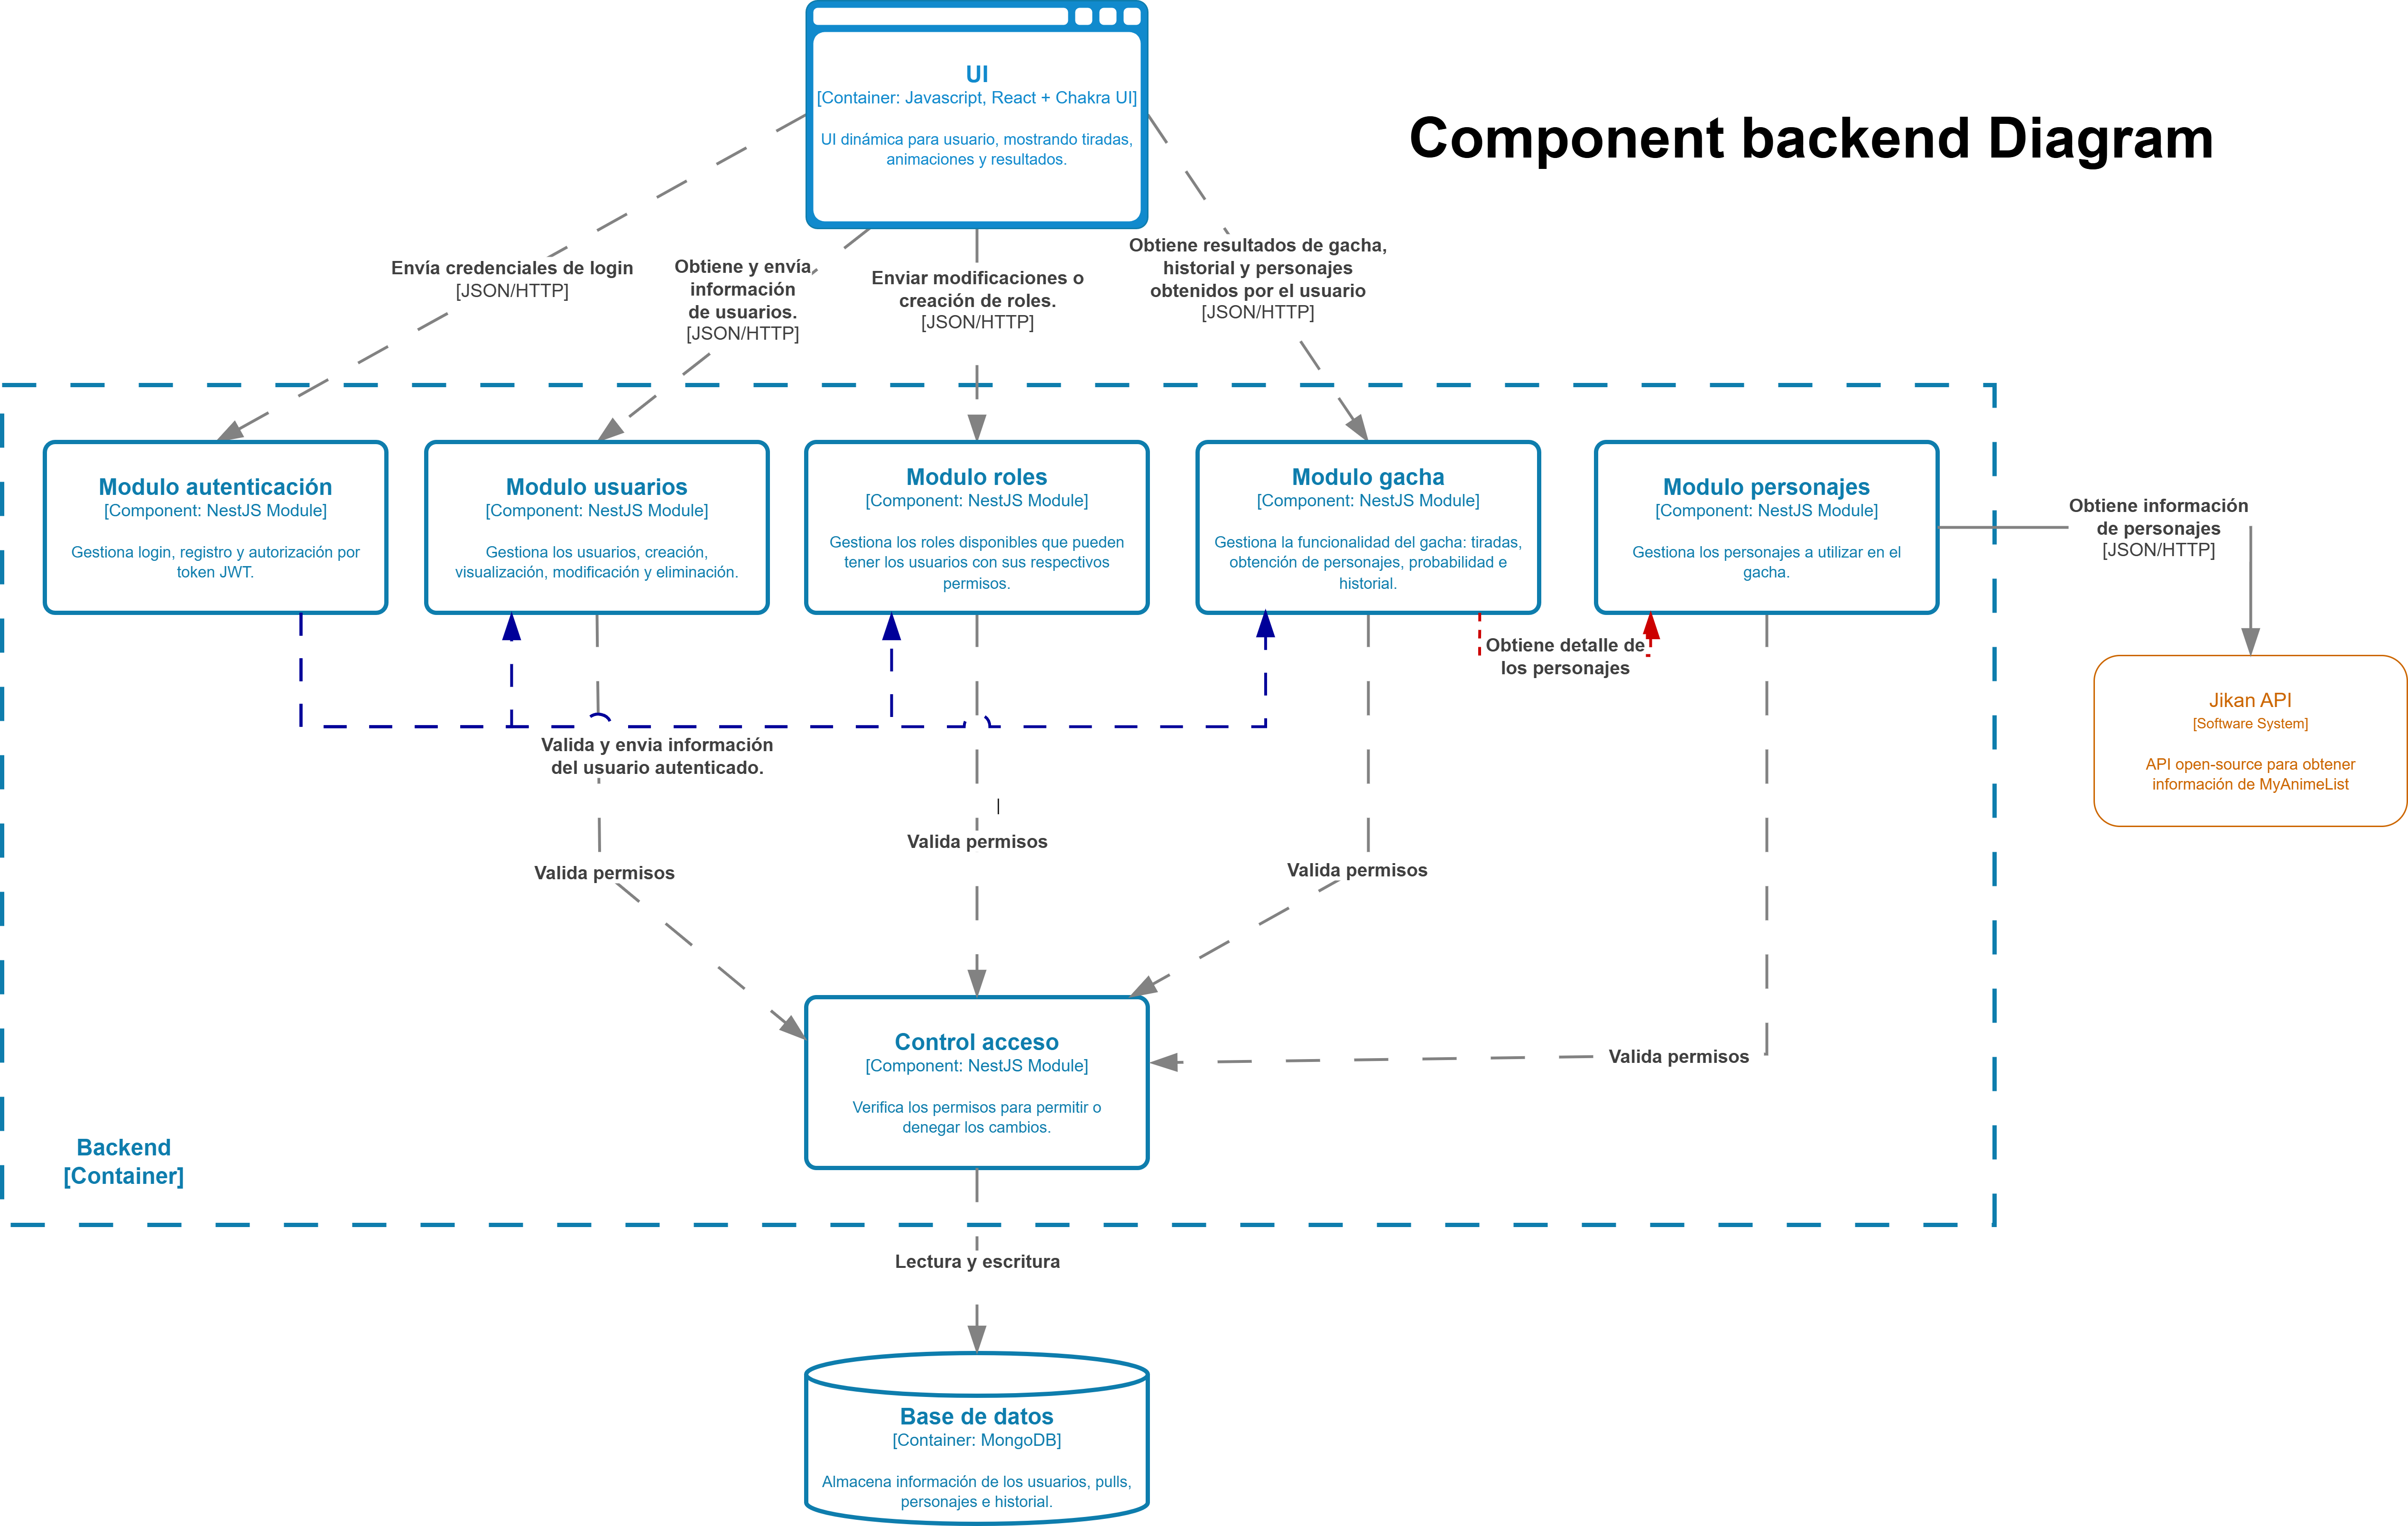 UI
[Container: Javascript, React + Chakra UI]
UI dinámica para usuario, mostrando tiradas,
animaciones y resultados.
Component backend Diagram
Envía credenciales de login
[JSON/HTTP]
Obtiene y envía
información
de usuarios.
[JSON/HTTP]
Enviar modificaciones o
creación de roles.
[JSON/HTTP]
Obtiene resultados de gacha,
historial y personajes
obtenidos por el usuario
[JSON/HTTP]
Modulo autenticación
[Component: NestJS Module]
Gestiona login, registro y autorización por
token JWT.
Modulo usuarios
[Component: NestJS Module]
Gestiona los usuarios, creación,
visualización, modificación y eliminación.
Modulo roles
[Component: NestJS Module]
Gestiona los roles disponibles que pueden
tener los usuarios con sus respectivos
permisos.
Modulo gacha
[Component: NestJS Module]
Gestiona la funcionalidad del gacha: tiradas,
obtención de personajes, probabilidad e
historial.
Modulo personajes
[Component: NestJS Module]
Gestiona los personajes a utilizar en el
gacha.
Obtiene información
de personajes
[JSON/HTTP]
Obtiene detalle de
los personajes
Jikan API
[Software System]
API open-source para obtener
información de MyAnimeList
Valida y envia información
del usuario autenticado.
Valida permisos
Valida permisos
Valida permisos
Valida permisos
Control acceso
[Component: NestJS Module]
Verifica los permisos para permitir o
denegar los cambios.
Backend
[Container]
Lectura y escritura
Base de datos
[Container: MongoDB]
Almacena información de los usuarios, pulls,
personajes e historial.